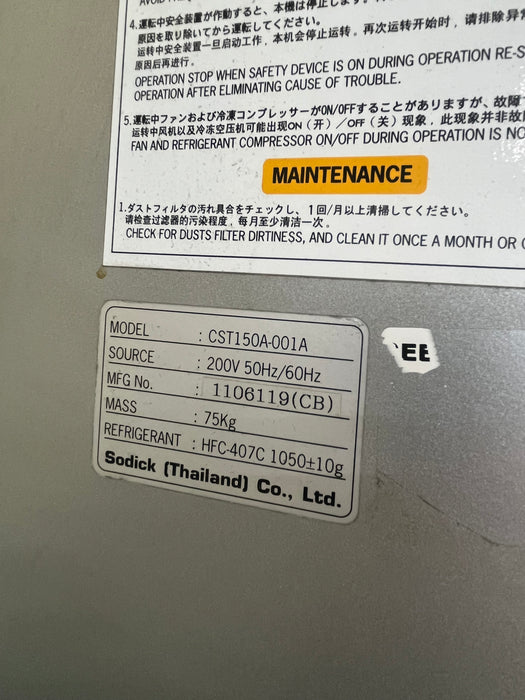 4.運転中安全装置が作動すると、本機は停止し
原因を取り除いてから運転してください。
运转中安全装置一旦启动工作，本机会停止运转。再次运转开始时，请排除异常
原因后再进行。
OPERATION STOP WHEN SAFETY DEVICE IS ON DURING OPERATION RE-S
OPERATION AFTER ELIMINATING CAUSE OF TROUBLE.
5.運転中ファンおよび冷凍コンプレッサーがON/OFFすることがありますが、故障
运转中风机以及冷冻空压机可能出现ON（开）／OFF（关）现象，此现象并非故
FAN AND REFRIGERANT COMPRESSOR ON/OFF DURING OPERATION IS NO
MAINTENANCE
1.ダストフィルタの汚れ具合をチェックし、1回/月以上清掃してください。
请检查过滤器的污染程度，每月至少清洁一次。
CHECK FOR DUSTS FILTER DIRTINESS, AND CLEAN IT ONCE A MONTH OR
MODEL : CST150A-001A
SOURCE : 200V 50Hz/60Hz
MFG No. : 1106119(CB)
MASS : 75Kg
REFRIGERANT : HFC-407C 1050±10g
Sodick (Thailand) Co., Ltd.